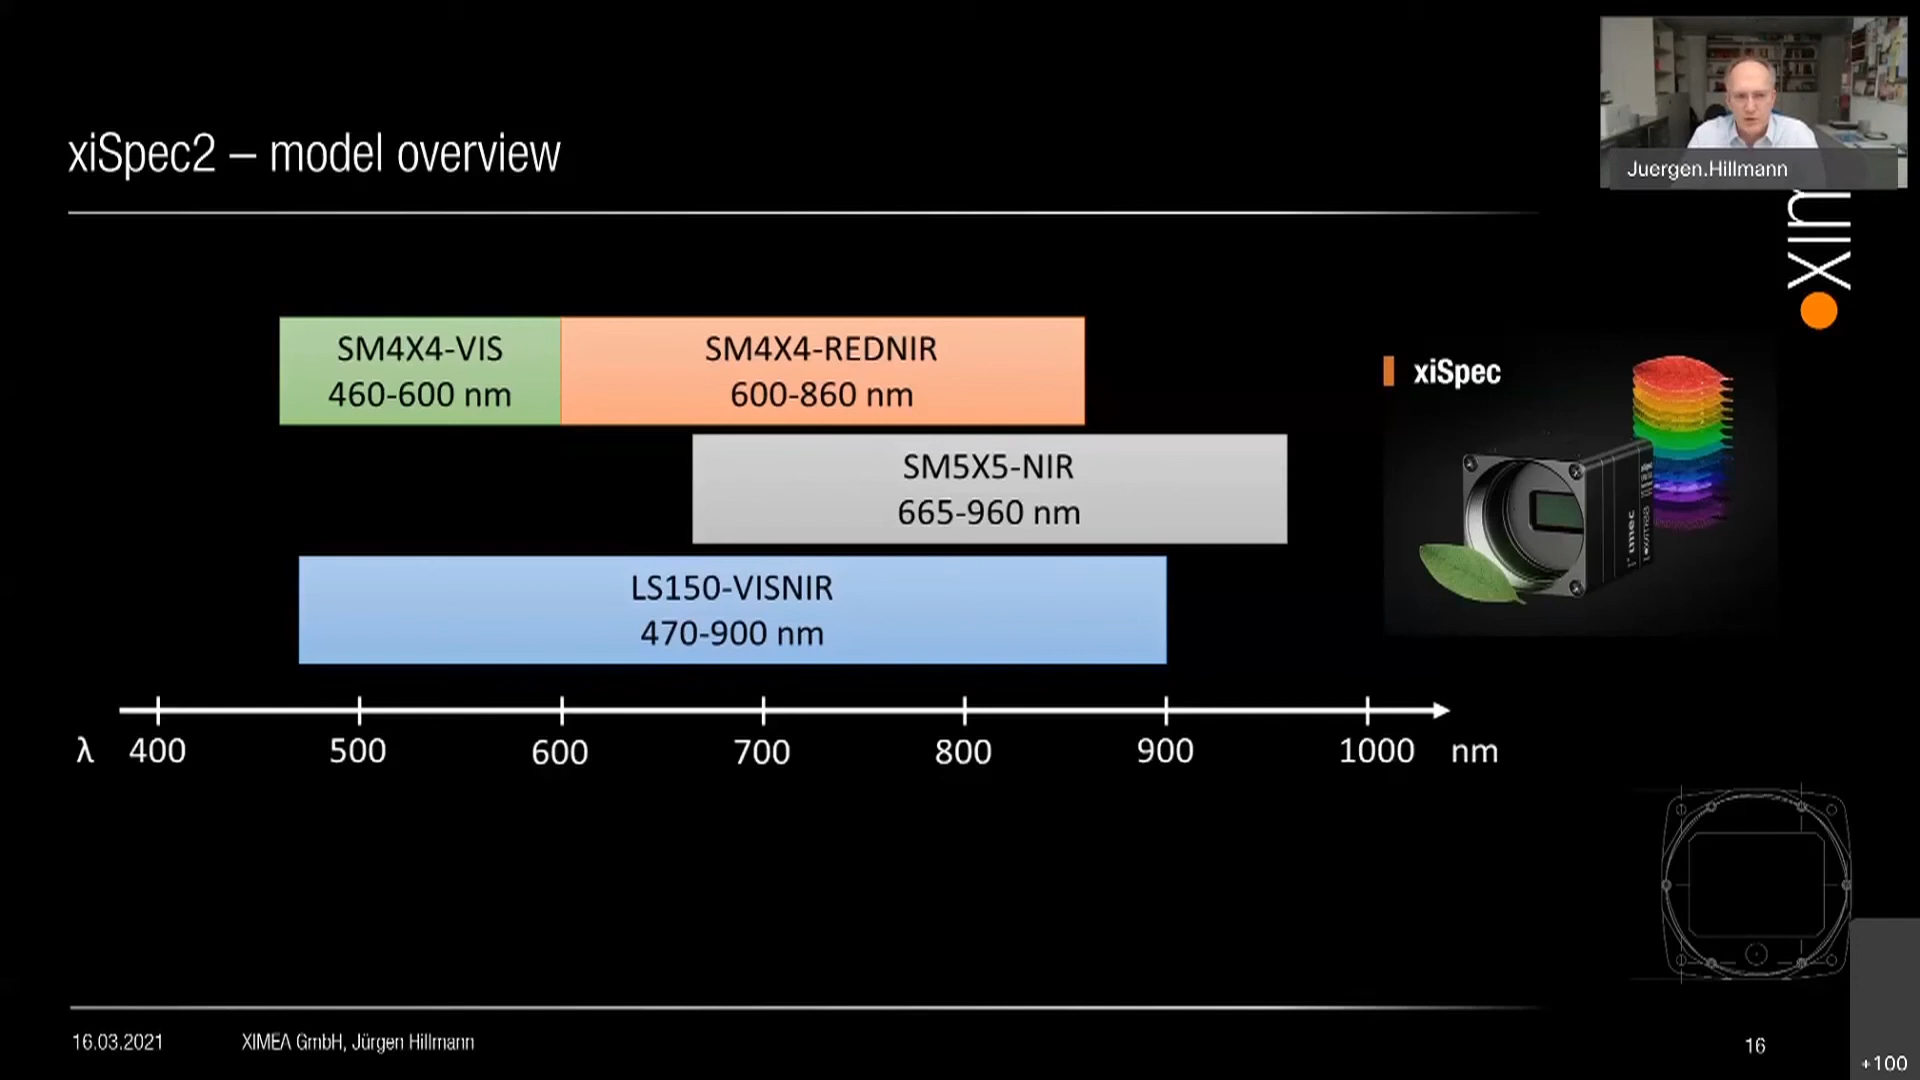 Juergen.Hillmann
xiSpec2 – model overview
SM4X4-VIS
460-600 nm
SM4X4-REDNIR
600-860 nm
xiSpec
SM5X5-NIR
665-960 nm
imec
LS150-VISNIR
470-900 nm
λ 400 500 600 700 800 900 1000 nm
16.03.2021 XIMEA GmbH, Jürgen Hillmann 16
+100